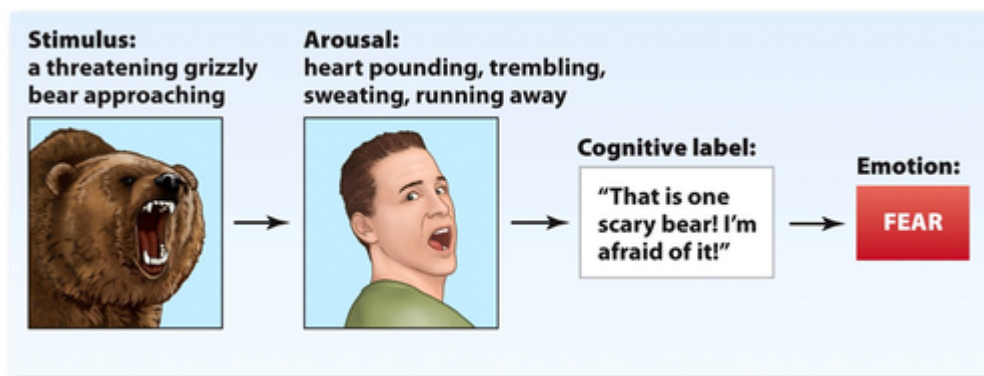 Stimulus:
a threatening grizzly
bear approaching
Arousal:
heart pounding, trembling,
sweating, running away
Cognitive label:
“That is one
scary bear! I’m
afraid of it!”
Emotion:
FEAR